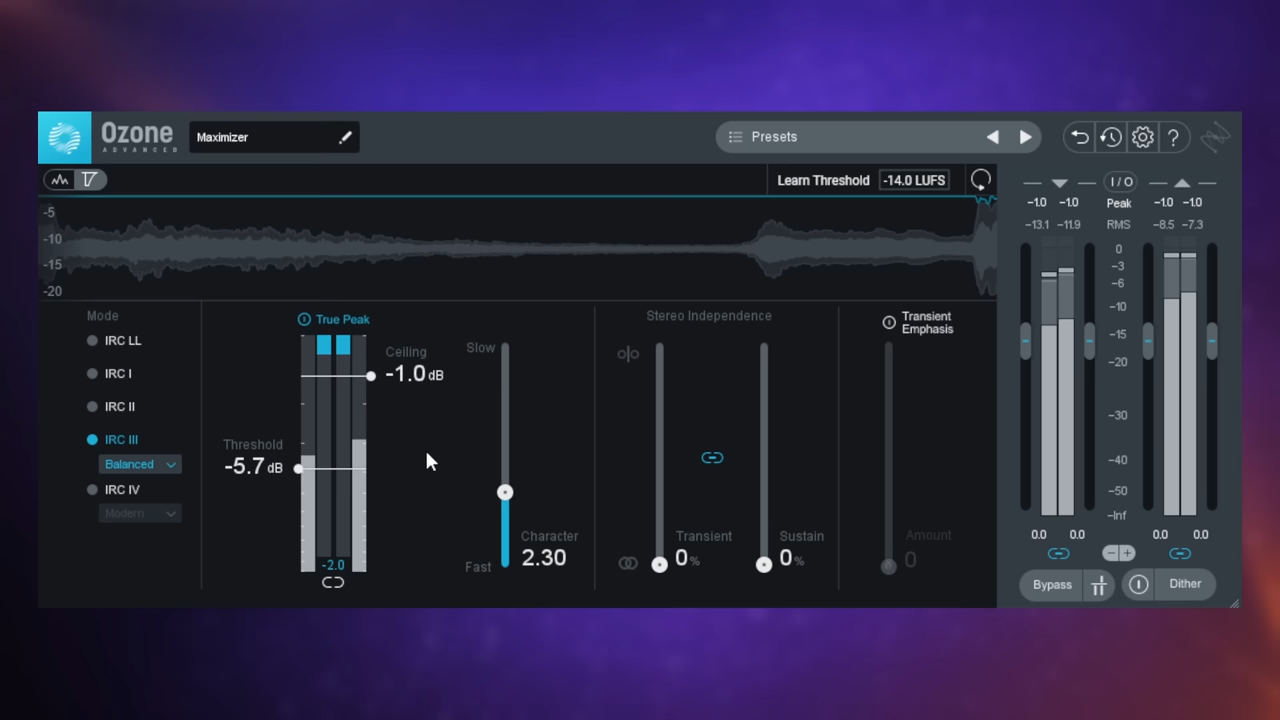 Ozone
ADVANCED
Maximizer
Presets
?
Learn Threshold
-14.0 LUFS
I / O
-1.0 -1.0
Peak
-1.0 -1.0
-13.1 -11.9
RMS
-8.5 -7.3
-5
-10
-15
-20
0
-3
-6
-10
-15
-20
-30
-40
-50
-Inf
Mode
IRC LL
IRC I
IRC II
IRC III
Balanced
IRC IV
Modern
True Peak
Ceiling
-1.0 dB
Threshold
-5.7 dB
-2.0
Slow
Fast
Character
2.30
Stereo Independence
Transient
0 %
Sustain
0 %
Transient
Emphasis
Amount
0
0.0 0.0
0.0 0.0
Bypass
Dither